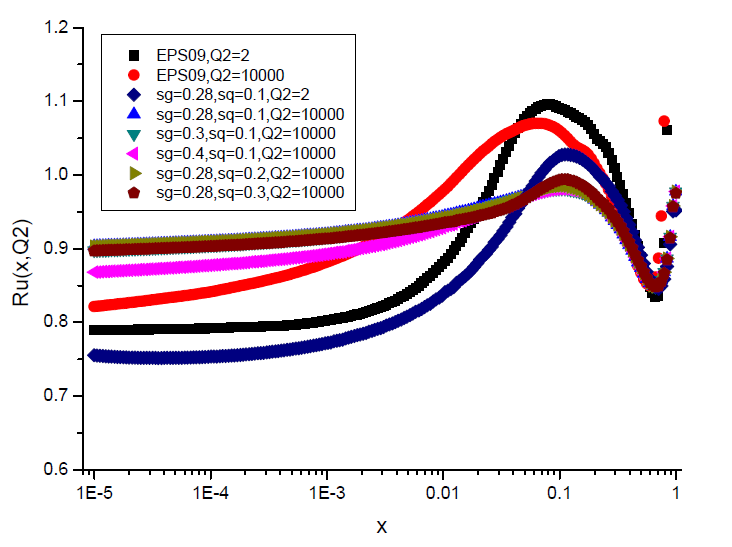 1.2
1.1
1.0
0.9
0.8
0.7
0.6
Ru(x,Q2)
EPS09,Q2=2
EPS09,Q2=10000
sg=0.28,sq=0.1,Q2=2
sg=0.28,sq=0.1,Q2=10000
sg=0.3,sq=0.1,Q2=10000
sg=0.4,sq=0.1,Q2=10000
sg=0.28,sq=0.2,Q2=10000
sg=0.28,sq=0.3,Q2=10000
1E-5 1E-4 1E-3 0.01 0.1 1
x